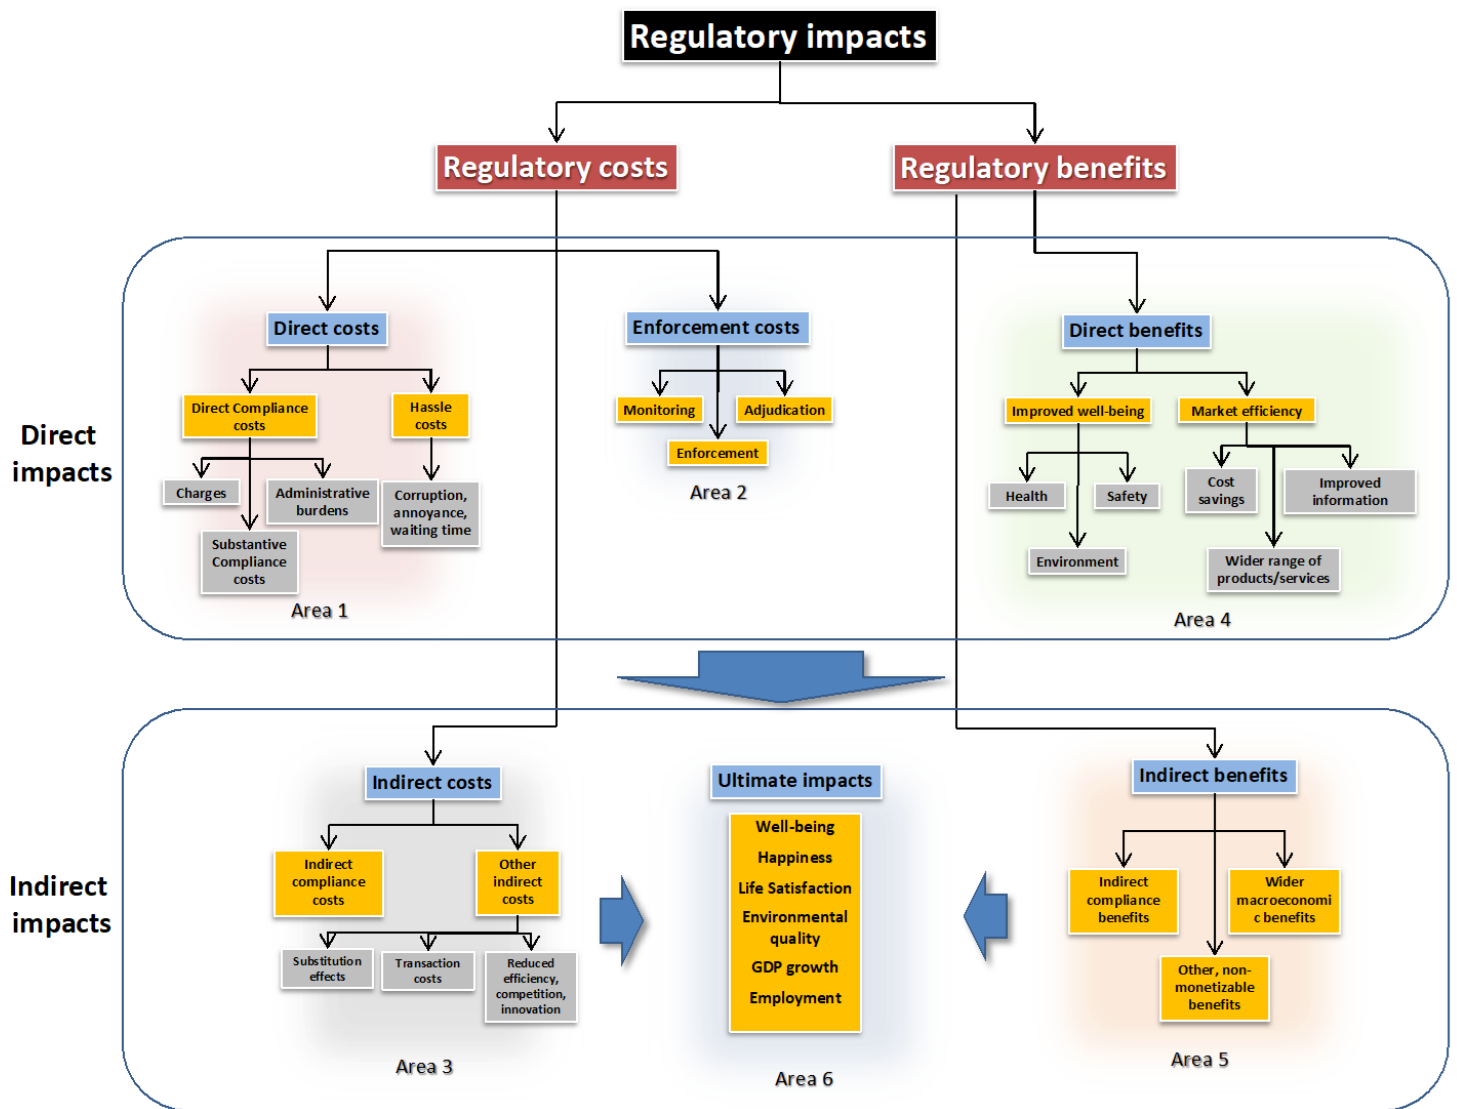 Regulatory impacts
Regulatory costs
Regulatory benefits
Direct
impacts
Direct costs
Direct Compliance
costs
Hassle
costs
Charges
Administrative
burdens
Substantive
Compliance
costs
Corruption,
annoyance,
waiting time
Area 1
Enforcement costs
Monitoring
Adjudication
Enforcement
Area 2
Direct benefits
Improved well-being
Market efficiency
Health
Safety
Environment
Cost
savings
Improved
information
Wider range of
products/services
Area 4
Indirect
impacts
Indirect costs
Indirect
compliance
costs
Other
indirect
costs
Substitution
effects
Transaction
costs
Reduced
efficiency,
competition,
innovation
Area 3
Ultimate impacts
Well-being
Happiness
Life Satisfaction
Environmental
quality
GDP growth
Employment
Area 6
Indirect benefits
Indirect
compliance
benefits
Wider
macroeconomi
c benefits
Other, non-
monetizable
benefits
Area 5